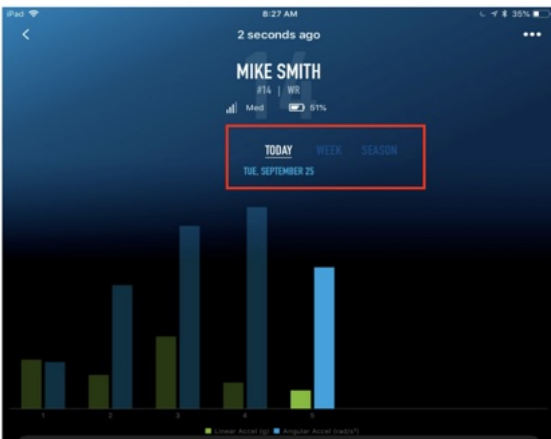 iPad 8:27 AM 35%
2 seconds ago
MIKE SMITH
#14 | WR
14
Med 51%
TODAY WEEK SEASON
TUE, SEPTEMBER 25
1 2 3 4 5
Linear Accel (g) Angular Accel (rad/s²)